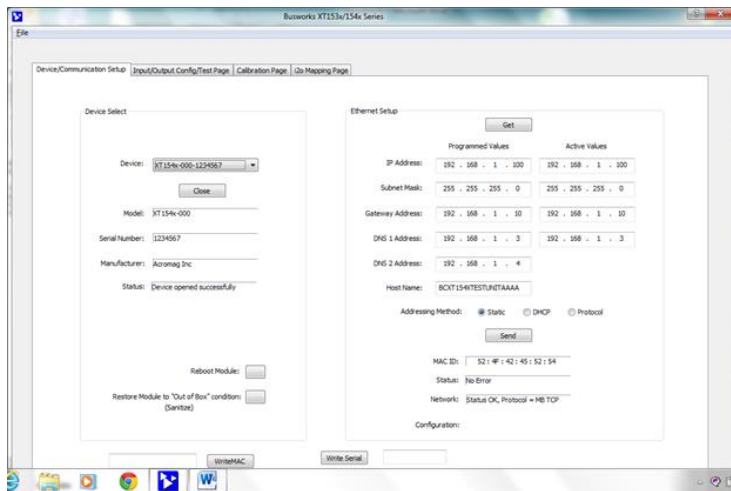 Busworks XT153x/154x Series
File
Device/Communication Setup Input/Output Config/Test Page Calibration Page i2o Mapping Page
Device Select
Device: XT154x-000-1234567
Close
Model: XT154x-000
Serial Number: 1234567
Manufacturer: Acromag Inc
Status: Device opened successfully
Reboot Module:
Restore Module to "Out of Box" condition:
(Sanitize)
WriteMAC
Ethernet Setup
Get
Programmed Values Active Values
IP Address: 192 . 168 . 1 . 100 192 . 168 . 1 . 100
Subnet Mask: 255 . 255 . 255 . 0 255 . 255 . 255 . 0
Gateway Address: 192 . 168 . 1 . 10 192 . 168 . 1 . 10
DNS 1 Address: 192 . 168 . 1 . 3 192 . 168 . 1 . 3
DNS 2 Address: 192 . 168 . 1 . 4
Host Name: BCXT154XTESTUNITAAAA
Addressing Method: Static DHCP Protocol
Send
MAC ID: 52 : 4F : 42 : 45 : 52 : 54
Status: No Error
Network: Status OK, Protocol = MB TCP
Configuration:
Write Serial
W